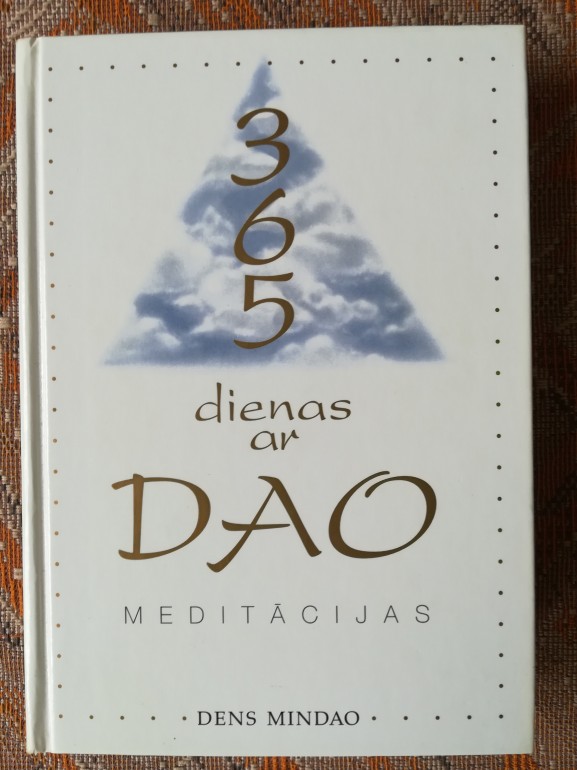 3
6
5
dienas
ar
DAO
MEDITĀCIJAS
DENS MINDAO